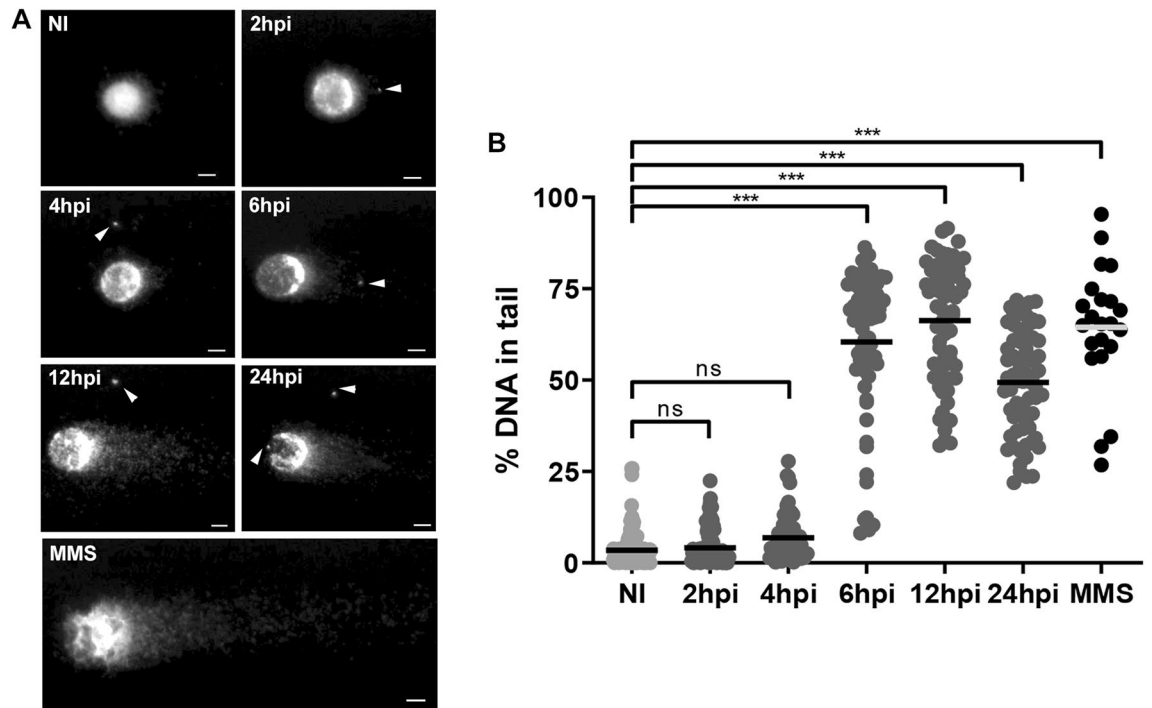 A
NI
2hpi
4hpi
6hpi
12hpi
24hpi
MMS
B
***
***
***
***
ns
ns
% DNA in tail
100
75
50
25
0
NI 2hpi 4hpi 6hpi 12hpi 24hpi MMS